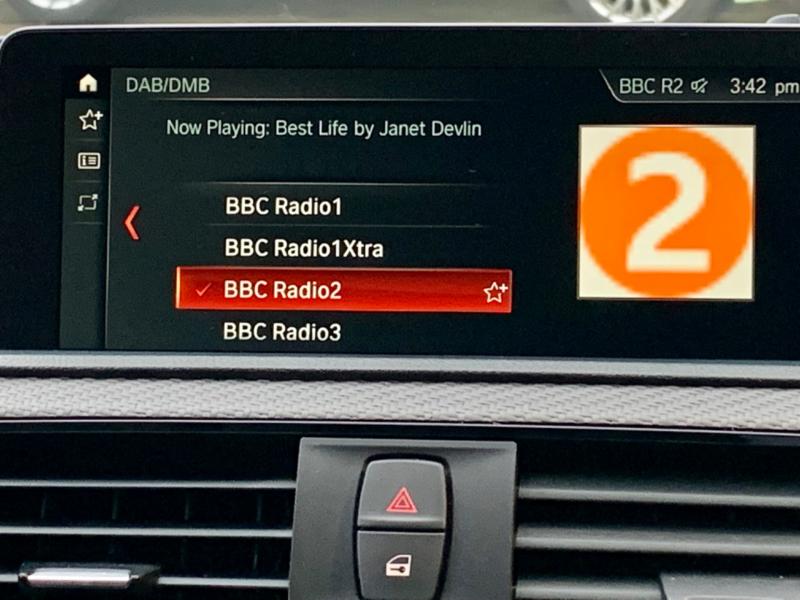 DAB/DMB
BBC R2
3:42 pm
Now Playing: Best Life by Janet Devlin
2
BBC Radio1
BBC Radio1Xtra
BBC Radio2
BBC Radio3